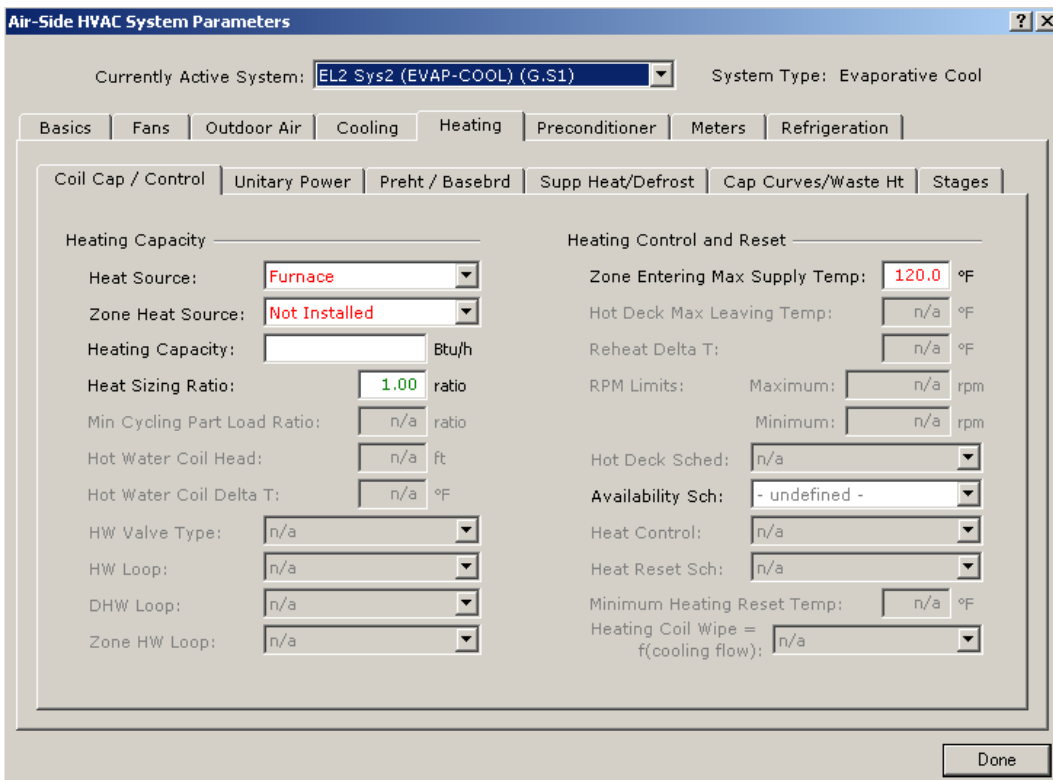 Air-Side HVAC System Parameters
Currently Active System: EL2 Sys2 (EVAP-COOL) (G.S1) System Type: Evaporative Cool
Basics Fans Outdoor Air Cooling Heating Preconditioner Meters Refrigeration
Coil Cap / Control Unitary Power Preht / Basebrd Supp Heat/Defrost Cap Curves/Waste Ht Stages
Heating Capacity
Heat Source: Furnace
Zone Heat Source: Not Installed
Heating Capacity: Btu/h
Heat Sizing Ratio: 1.00 ratio
Min Cycling Part Load Ratio: n/a ratio
Hot Water Coil Head: n/a ft
Hot Water Coil Delta T: n/a °F
HW Valve Type: n/a
HW Loop: n/a
DHW Loop: n/a
Zone HW Loop: n/a
Heating Control and Reset
Zone Entering Max Supply Temp: 120.0 °F
Hot Deck Max Leaving Temp: n/a °F
Reheat Delta T: n/a °F
RPM Limits: Maximum: n/a rpm
Minimum: n/a rpm
Hot Deck Sched: n/a
Availability Sch: - undefined -
Heat Control: n/a
Heat Reset Sch: n/a
Minimum Heating Reset Temp: n/a °F
Heating Coil Wipe =
f(cooling flow): n/a
Done